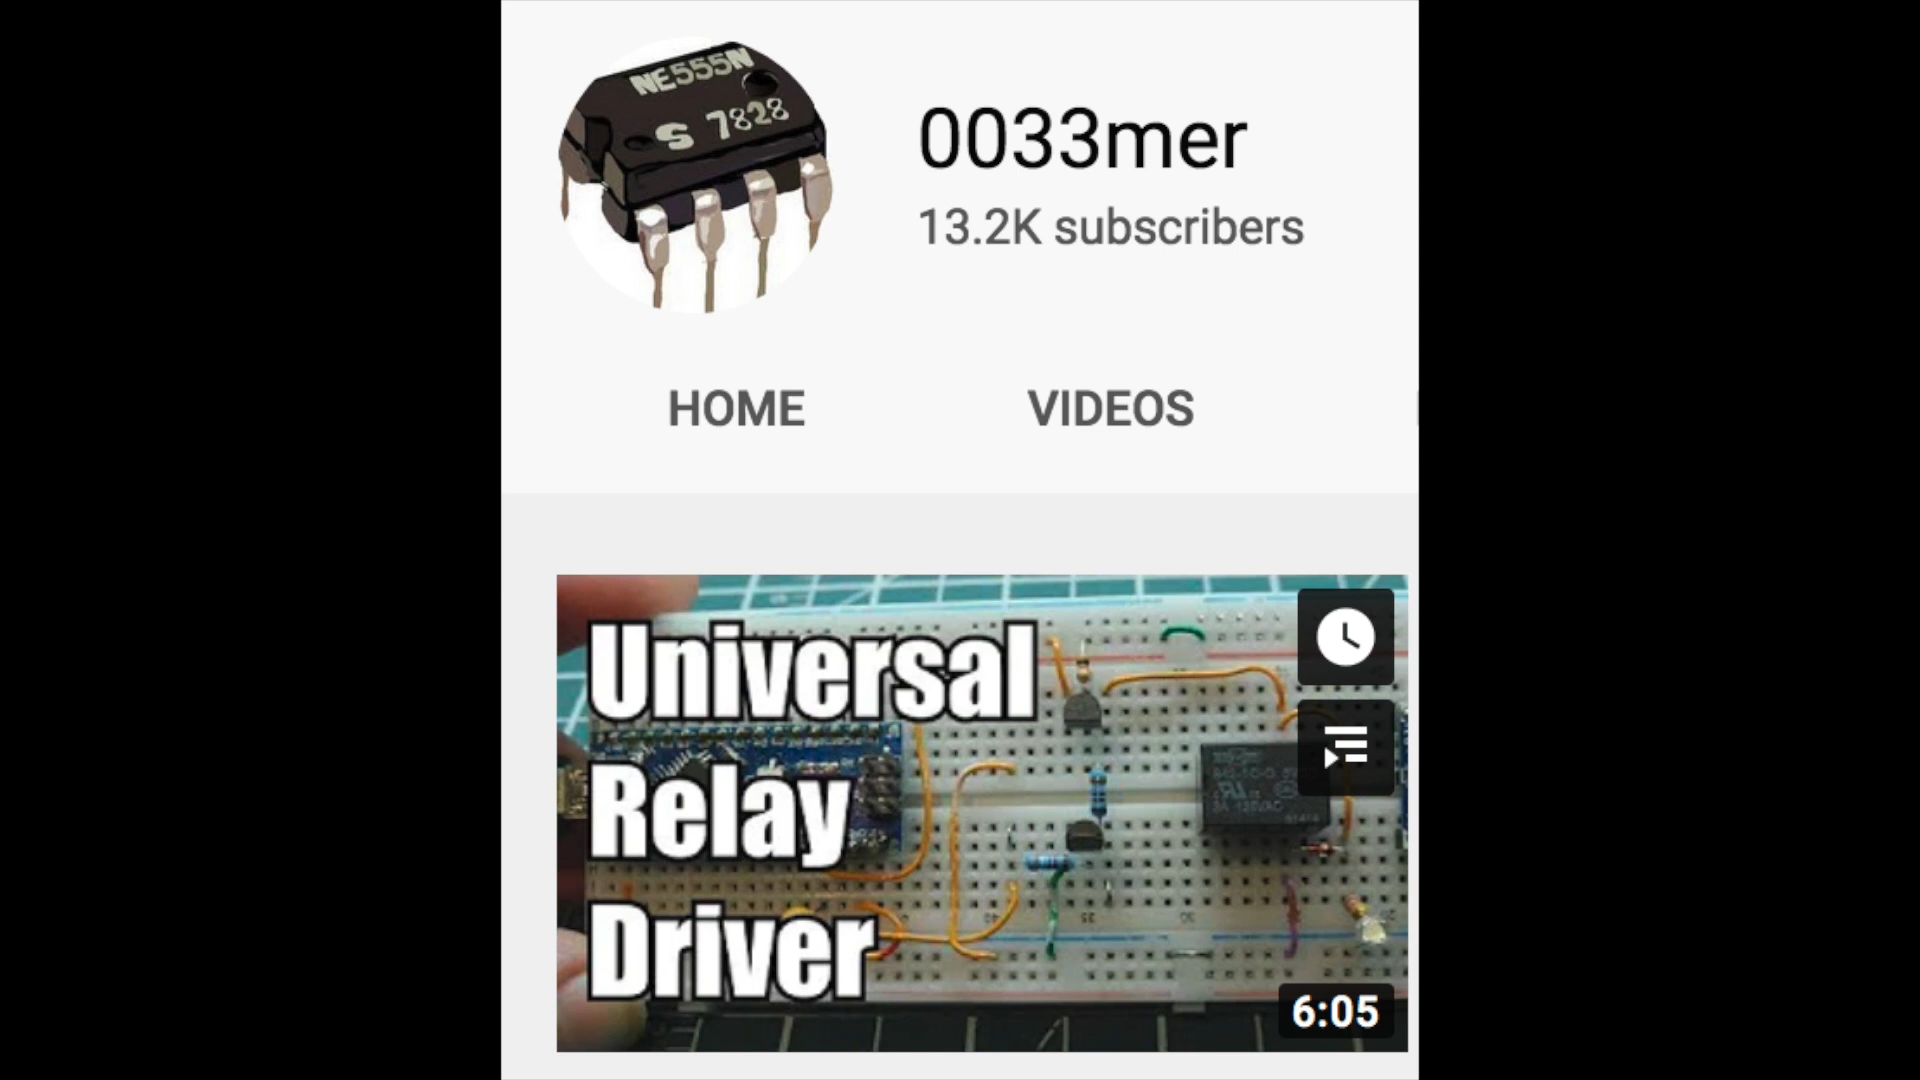 NE555N
S 7828
0033mer
13.2K subscribers
HOME
VIDEOS
Universal
Relay
Driver
6:05